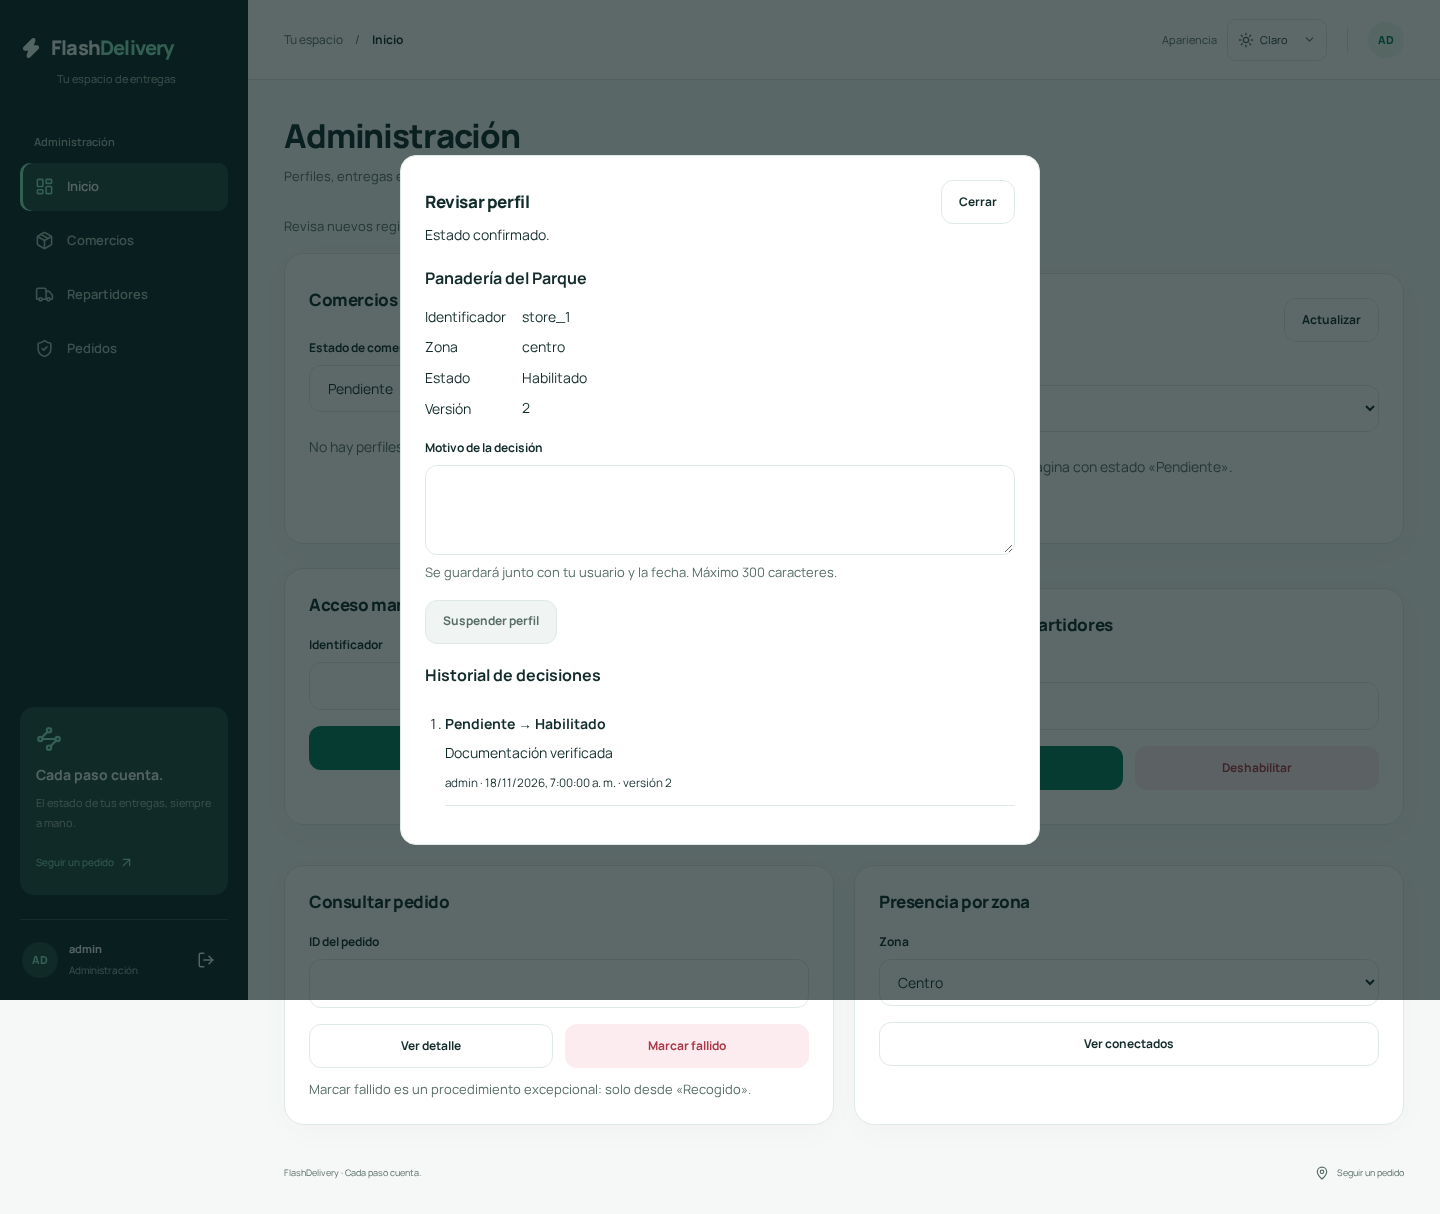 FlashDelivery
Tu espacio de entregas
Administración
Inicio
Comercios
Repartidores
Pedidos
Cada paso cuenta.
El estado de tus entregas, siempre
a mano.
Seguir un pedido
AD
admin
Administración
Tu espacio / Inicio
Apariencia
Claro
AD
Administración
Perfiles, entregas
Revisa nuevos
Comercios
Estado de
Pendiente
No hay perfiles
Actualizar
con estado «Pendiente».
Acceso
Identificador
Deshabilitar
Revisar perfil
Cerrar
Estado confirmado.
Panadería del Parque
Identificador store_1
Zona centro
Estado Habilitado
Versión 2
Motivo de la decisión
Se guardará junto con tu usuario y la fecha. Máximo 300 caracteres.
Suspender perfil
Historial de decisiones
1. Pendiente → Habilitado
Documentación verificada
admin · 18/11/2026, 7:00:00 a. m. · versión 2
Consultar pedido
ID del pedido
Ver detalle
Marcar fallido
Marcar fallido es un procedimiento excepcional: solo desde «Recogido».
Presencia por zona
Zona
Centro
Ver conectados
FlashDelivery · Cada paso cuenta.
Seguir un pedido